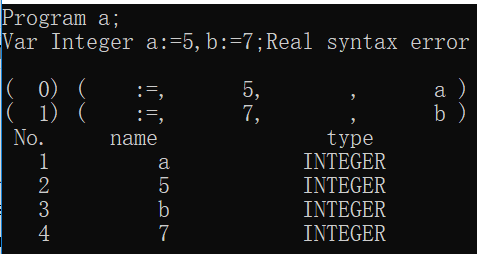 Program a;
Var Integer a:=5,b:=7;Real syntax error
( 0) ( :=, 5, , a )
( 1) ( :=, 7, , b )
No. name type
1 a INTEGER
2 5 INTEGER
3 b INTEGER
4 7 INTEGER